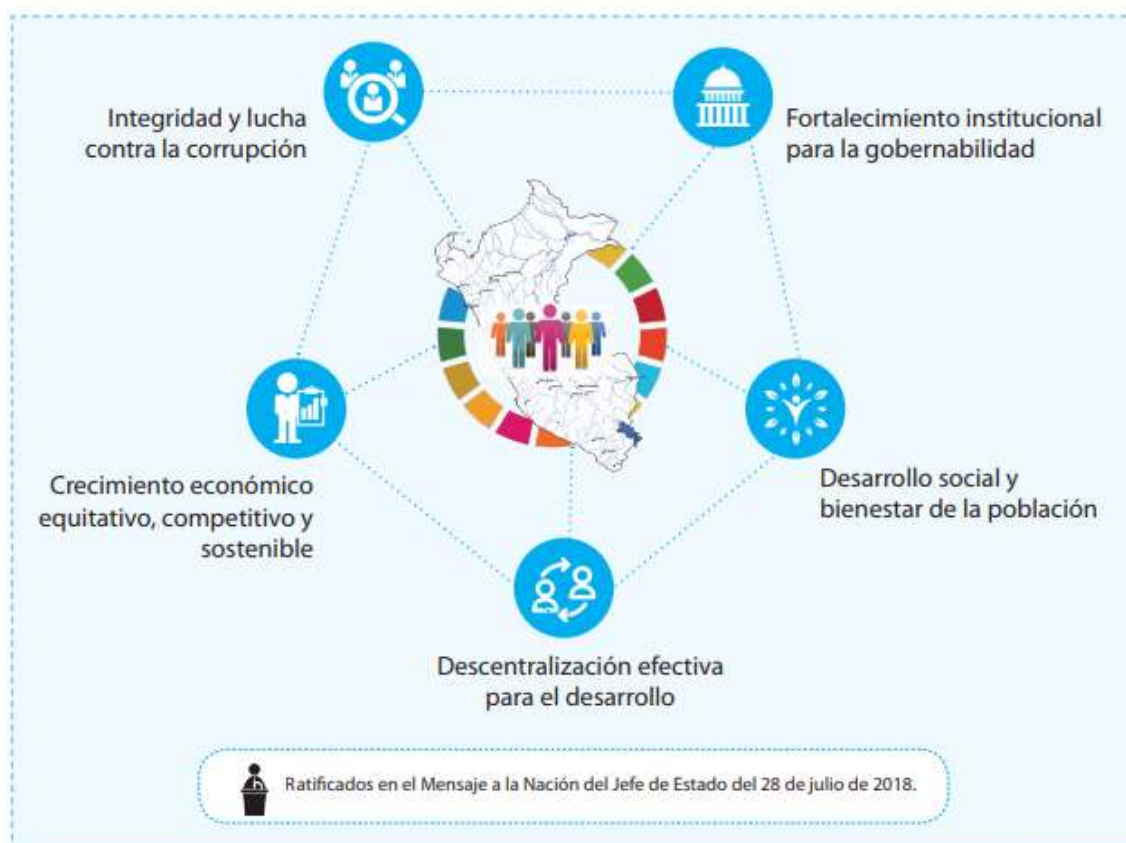 Integridad y lucha
contra la corrupción
Fortalecimiento institucional
para la gobernabilidad
Crecimiento económico
equitativo, competitivo y
sostenible
Desarrollo social y
bienestar de la población
Descentralización efectiva
para el desarrollo
Ratificados en el Mensaje a la Nación del Jefe de Estado del 28 de julio de 2018.